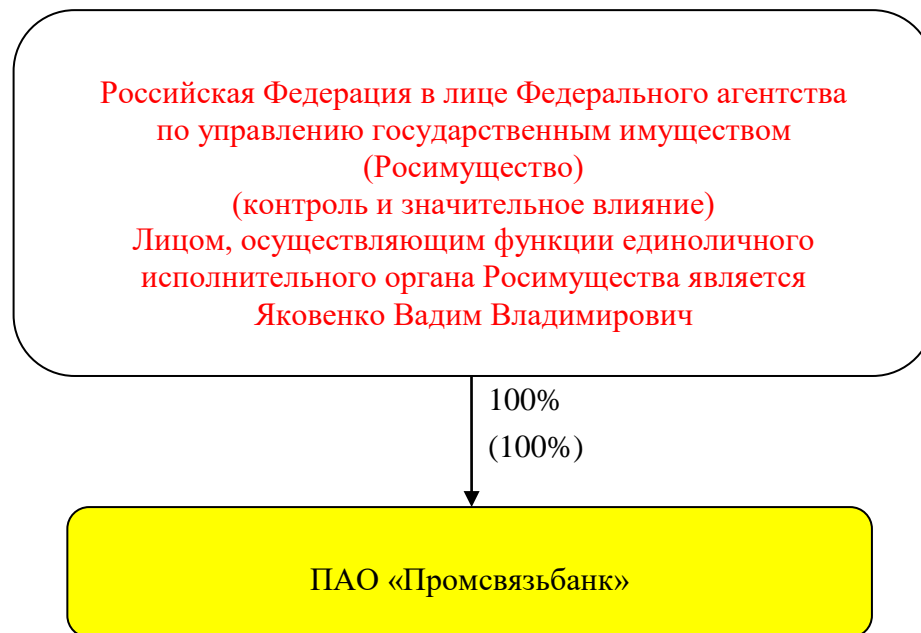 Российская Федерация в лице Федерального агентства
по управлению государственным имуществом
(Росимущество)
(контроль и значительное влияние)
Лицом, осуществляющим функции единоличного
исполнительного органа Росимущества является
Яковенко Вадим Владимирович
100%
(100%)
ПАО «Промсвязьбанк»